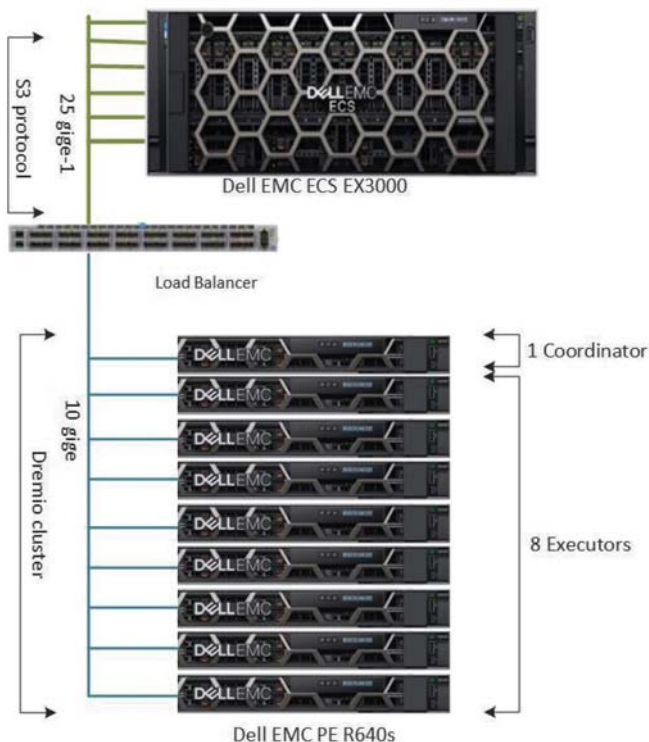 S3 protocol
25 gige-1
DELLEMC
ECS
Dell EMC ECS EX3000
Load Balancer
Dremio cluster
10 gige
DELLEMC
DELLEMC
DELLEMC
DELLEMC
DELLEMC
DELLEMC
DELLEMC
DELLEMC
DELLEMC
1 Coordinator
8 Executors
Dell EMC PE R640s